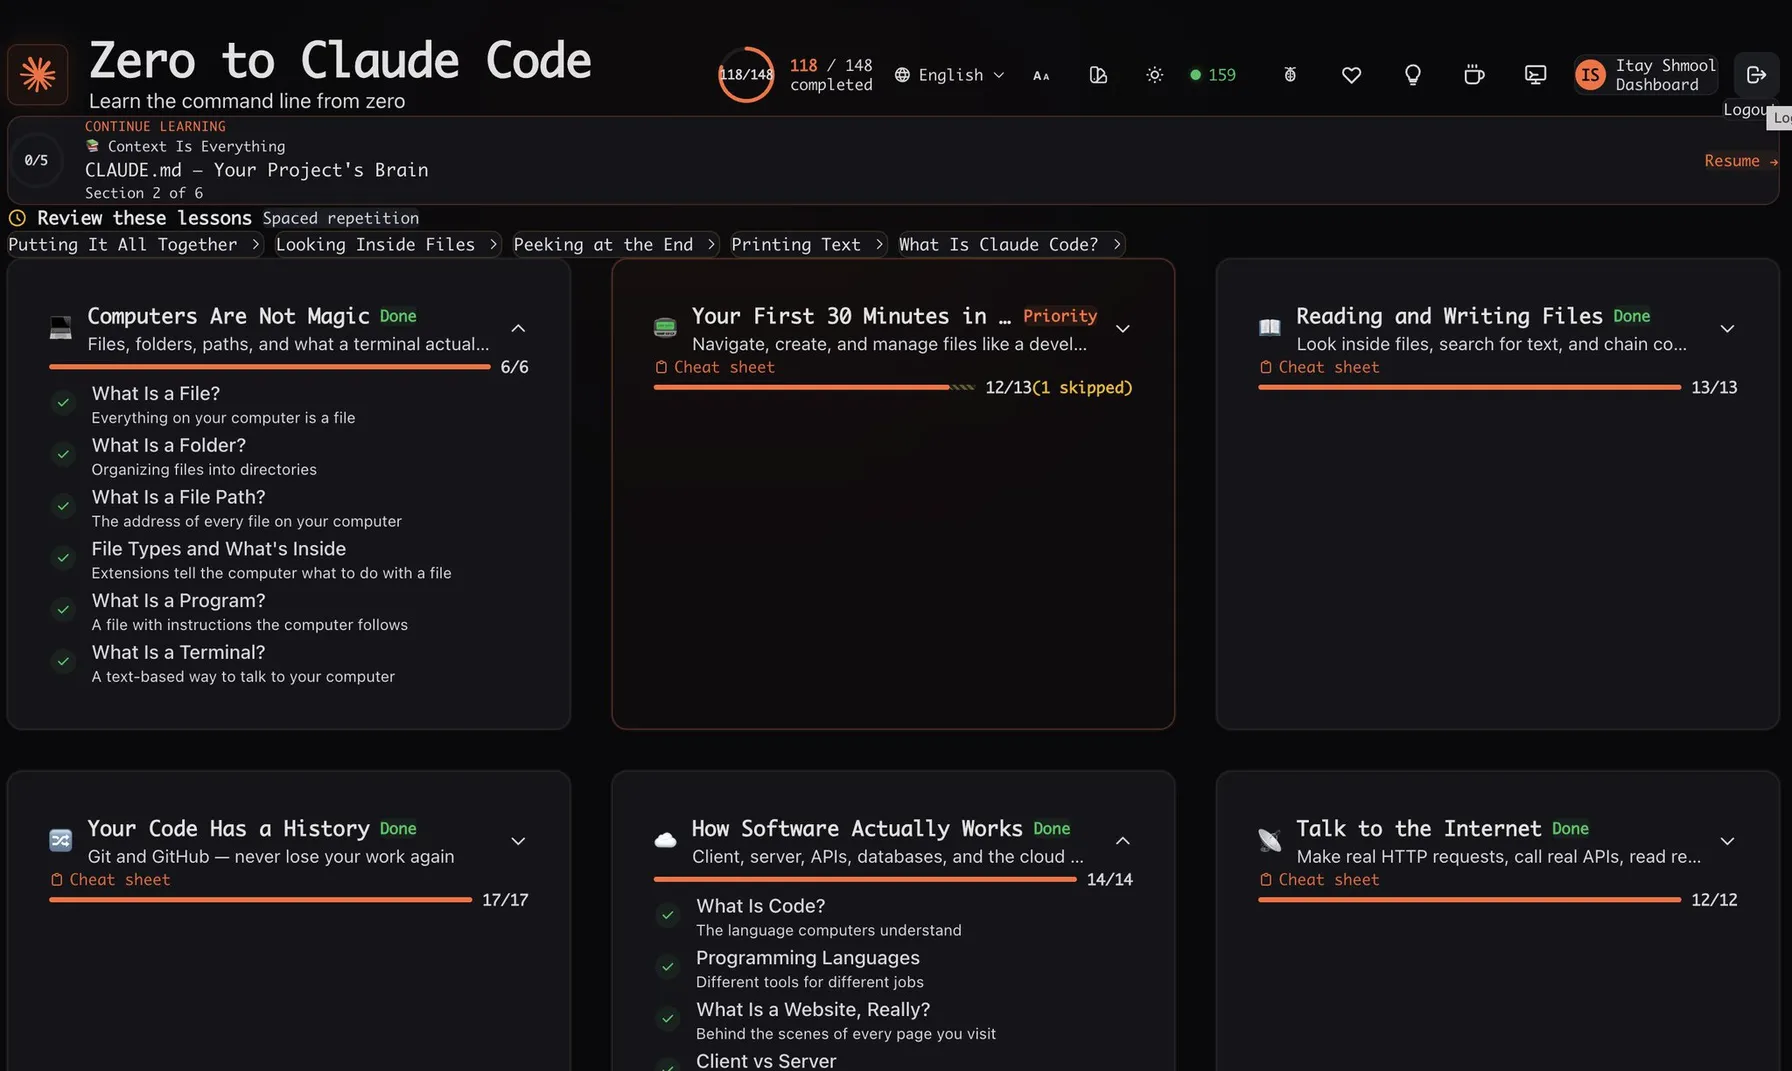 Zero to Claude Code
Learn the command line from zero
118/148
118 / 148
completed
English
AA
159
IS
Itay Shmool
Dashboard
Logout
CONTINUE LEARNING
0/5
Context Is Everything
CLAUDE.md — Your Project's Brain
Section 2 of 6
Resume →
Review these lessons Spaced repetition
Putting It All Together >
Looking Inside Files >
Peeking at the End >
Printing Text >
What Is Claude Code? >
Computers Are Not Magic Done
Files, folders, paths, and what a terminal actual...
6/6
What Is a File?
Everything on your computer is a file
What Is a Folder?
Organizing files into directories
What Is a File Path?
The address of every file on your computer
File Types and What's Inside
Extensions tell the computer what to do with a file
What Is a Program?
A file with instructions the computer follows
What Is a Terminal?
A text-based way to talk to your computer
Your First 30 Minutes in … Priority
Navigate, create, and manage files like a devel...
Cheat sheet
12/13(1 skipped)
Reading and Writing Files Done
Look inside files, search for text, and chain co...
Cheat sheet
13/13
Your Code Has a History Done
Git and GitHub — never lose your work again
Cheat sheet
17/17
How Software Actually Works Done
Client, server, APIs, databases, and the cloud ...
14/14
What Is Code?
The language computers understand
Programming Languages
Different tools for different jobs
What Is a Website, Really?
Behind the scenes of every page you visit
Client vs Server
Talk to the Internet Done
Make real HTTP requests, call real APIs, read re...
Cheat sheet
12/12